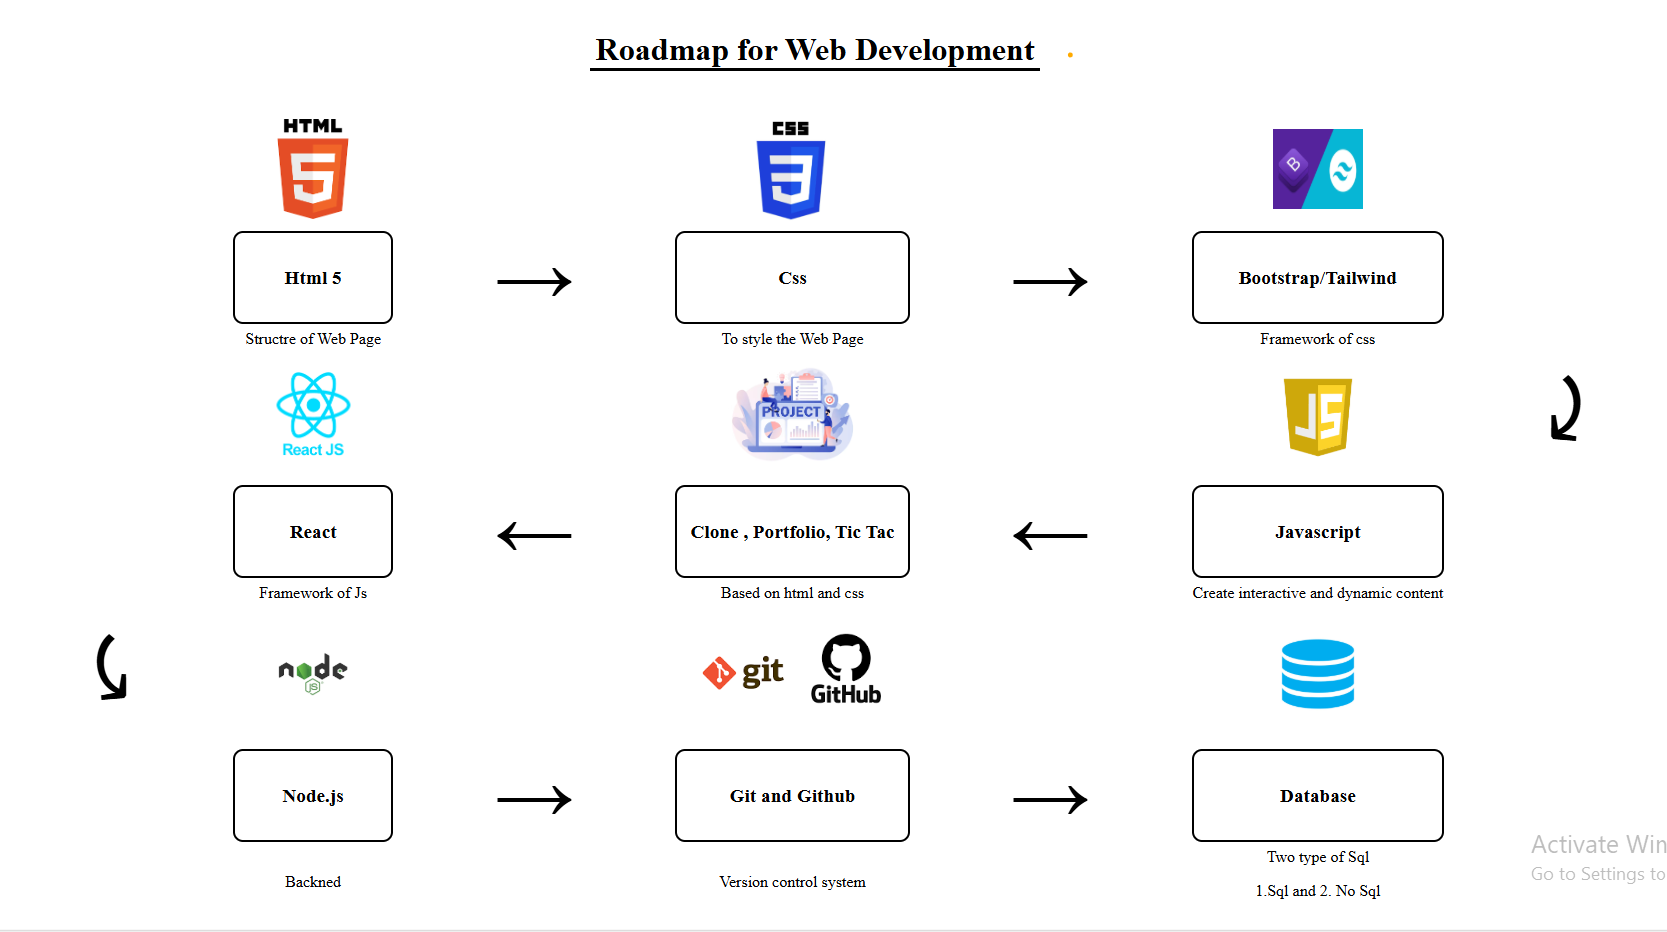 Roadmap for Web Development
HTML
5
CSS
3
B
Html 5
Css
Bootstrap/Tailwind
Structre of Web Page
To style the Web Page
Framework of css
React JS
PROJECT
JS
React
Clone , Portfolio, Tic Tac
Javascript
Framework of Js
Based on html and css
Create interactive and dynamic content
node
JS
git
GitHub
Node.js
Git and Github
Database
Backned
Version control system
Two type of Sql
1.Sql and 2. No Sql
Activate Win
Go to Settings to